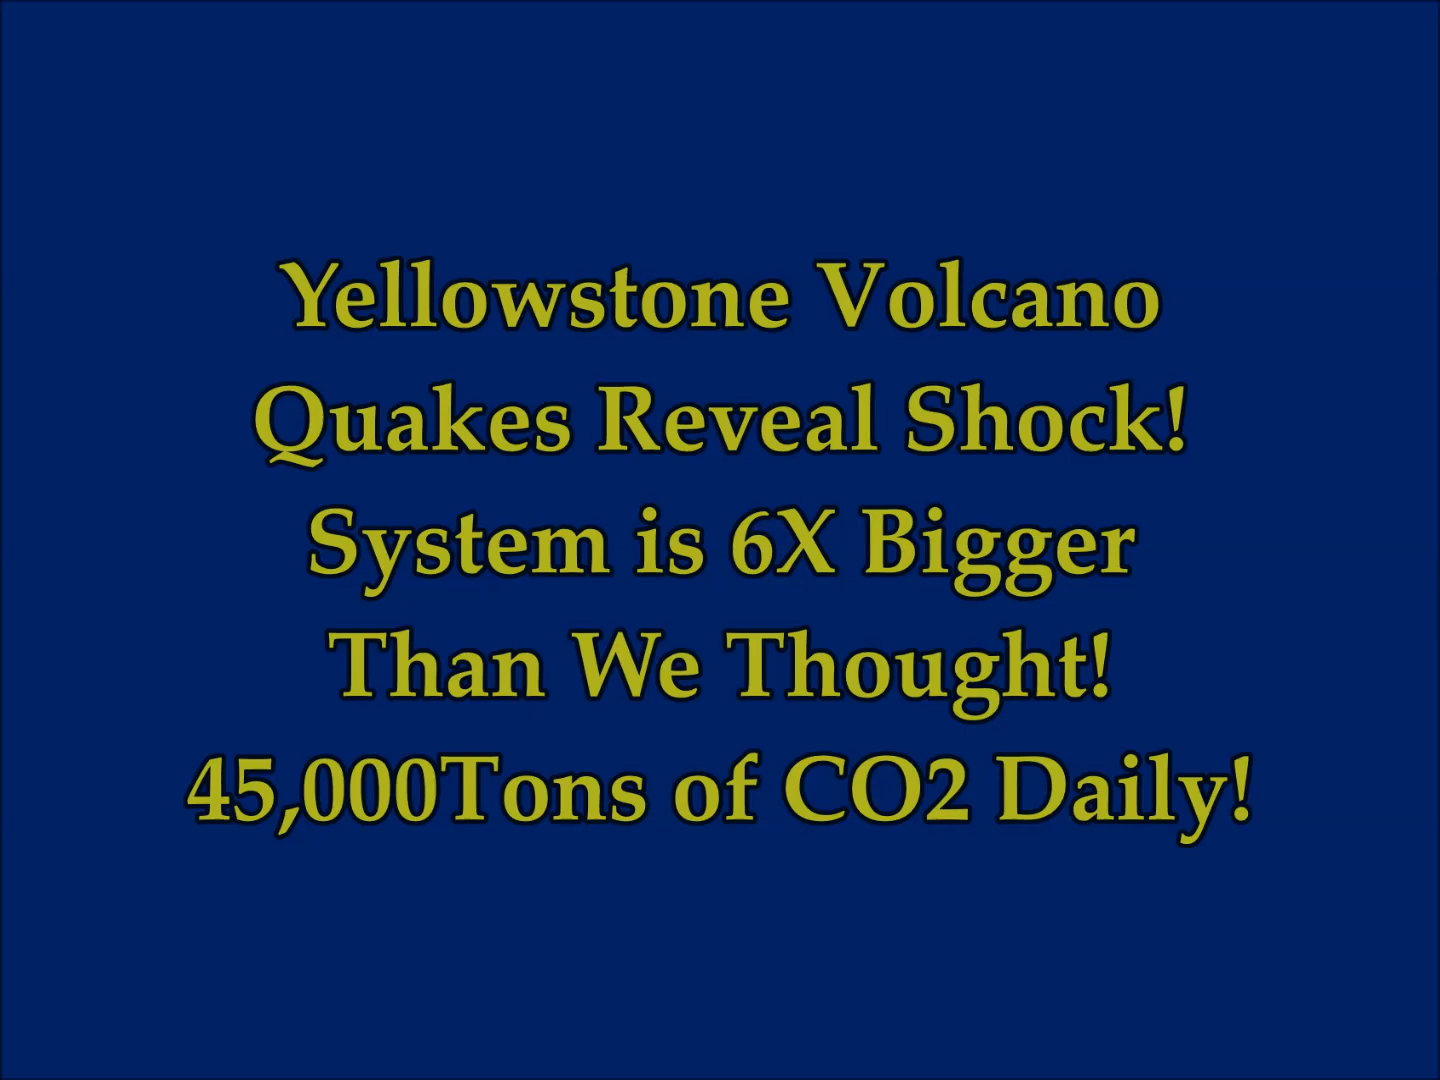 Yellowstone Volcano
Quakes Reveal Shock!
System is 6X Bigger
Than We Thought!
45,000Tons of CO2 Daily!